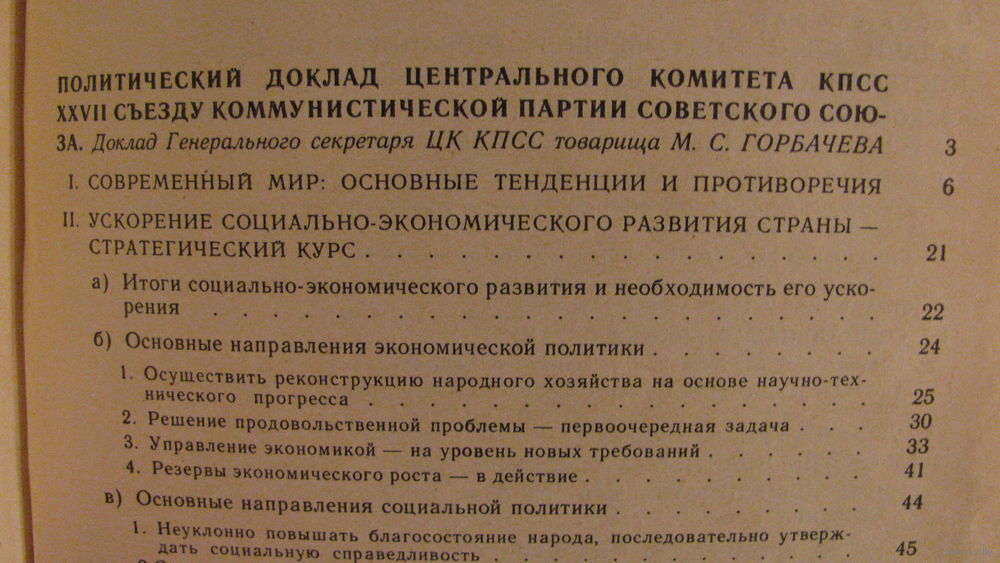 ПОЛИТИЧЕСКИЙ ДОКЛАД ЦЕНТРАЛЬНОГО КОМИТЕТА КПСС
XXVII СЪЕЗДУ КОММУНИСТИЧЕСКОЙ ПАРТИИ СОВЕТСКОГО СОЮ-
ЗА. Доклад Генерального секретаря ЦК КПСС товарища М. С. ГОРБАЧЕВА 3
I. СОВРЕМЕННЫЙ МИР: ОСНОВНЫЕ ТЕНДЕНЦИИ И ПРОТИВОРЕЧИЯ 6
II. УСКОРЕНИЕ СОЦИАЛЬНО-ЭКОНОМИЧЕСКОГО РАЗВИТИЯ СТРАНЫ —
СТРАТЕГИЧЕСКИЙ КУРС . . . . . . . . . . . . . . 21
а) Итоги социально-экономического развития и необходимость его уско-
рения . . . . . . . . . . . . . . . . . . 22
б) Основные направления экономической политики . . . . . . . 24
1. Осуществить реконструкцию народного хозяйства на основе научно-тех-
нического прогресса . . . . . . . . . . . . . . 25
2. Решение продовольственной проблемы — первоочередная задача . . . 30
3. Управление экономикой — на уровень новых требований . . . . . . 33
4. Резервы экономического роста — в действие . . . . . . . . . 41
в) Основные направления социальной политики . . . . . . . . 44
1. Неуклонно повышать благосостояние народа, последовательно утверж-
дать социальную справедливость . . . . . . . . . . . . 45